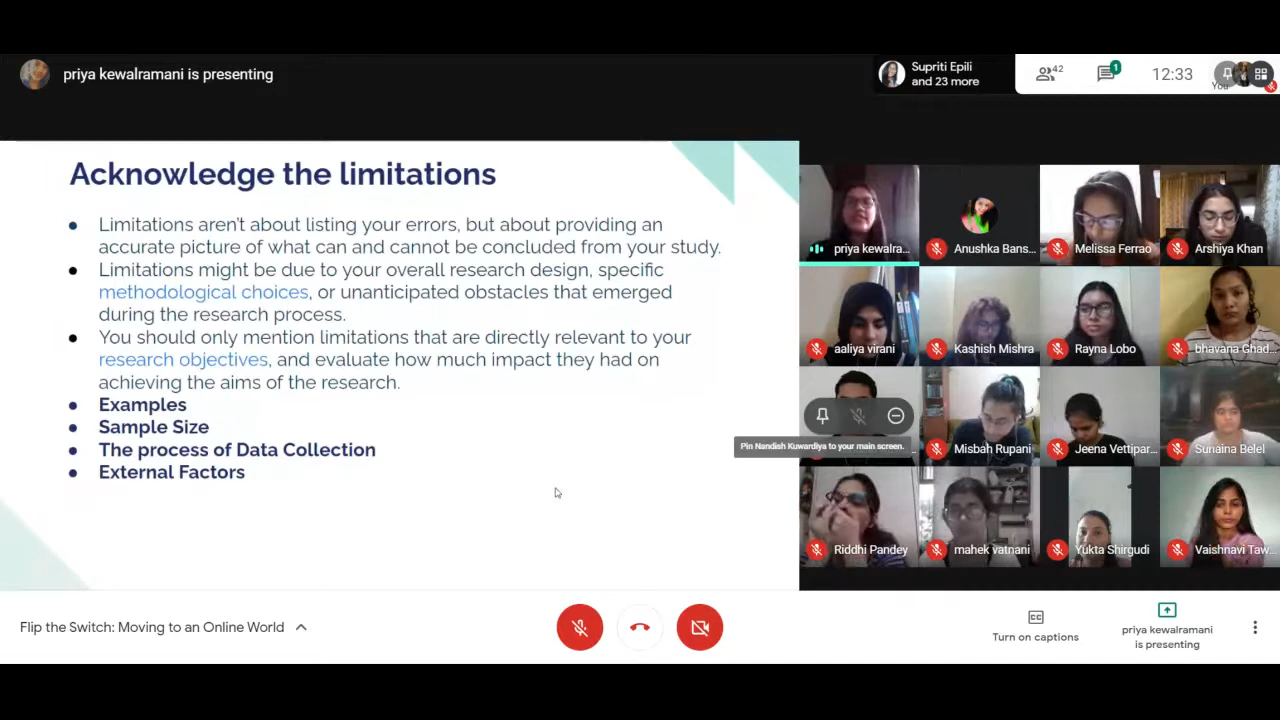 priya kewalramani is presenting
Supriti Epili
and 23 more
42
1
12:33
You
Acknowledge the limitations
• Limitations aren't about listing your errors, but about providing an
accurate picture of what can and cannot be concluded from your study.
• Limitations might be due to your overall research design, specific
methodological choices, or unanticipated obstacles that emerged
during the research process.
• You should only mention limitations that are directly relevant to your
research objectives, and evaluate how much impact they had on
achieving the aims of the research.
• Examples
• Sample Size
• The process of Data Collection
• External Factors
priya kewalra...
Anushka Bans...
Melissa Ferrao
Arshiya Khan
aaliya virani
Kashish Mishra
Rayna Lobo
bhavana Ghad...
Pin Nandish Kuwardiya to your main screen.
Misbah Rupani
Jeena Vettipar...
Sunaina Belel
Riddhi Pandey
mahek vatnani
Yukta Shirgudi
Vaishnavi Taw...
Flip the Switch: Moving to an Online World
CC
Turn on captions
priya kewalramani
is presenting